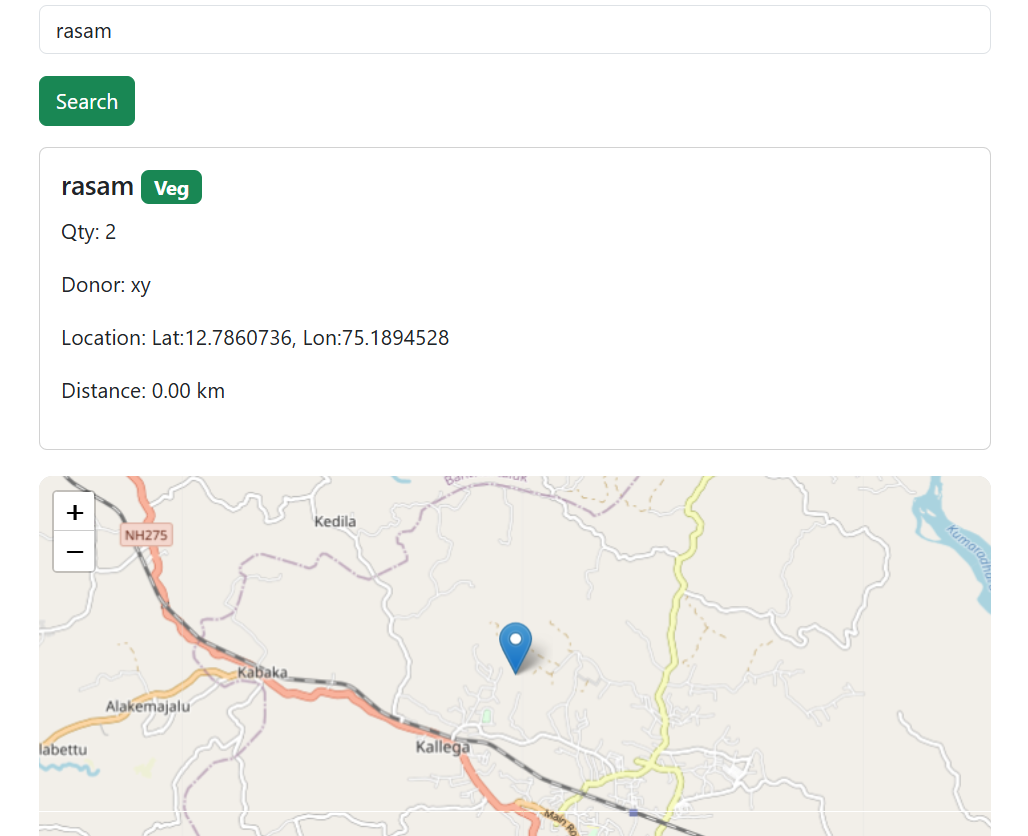 rasam
Search
rasam Veg
Qty: 2
Donor: xy
Location: Lat:12.7860736, Lon:75.1894528
Distance: 0.00 km
+
−
Kedila
NH275
Kabaka
Alakemajalu
labettu
Kallega